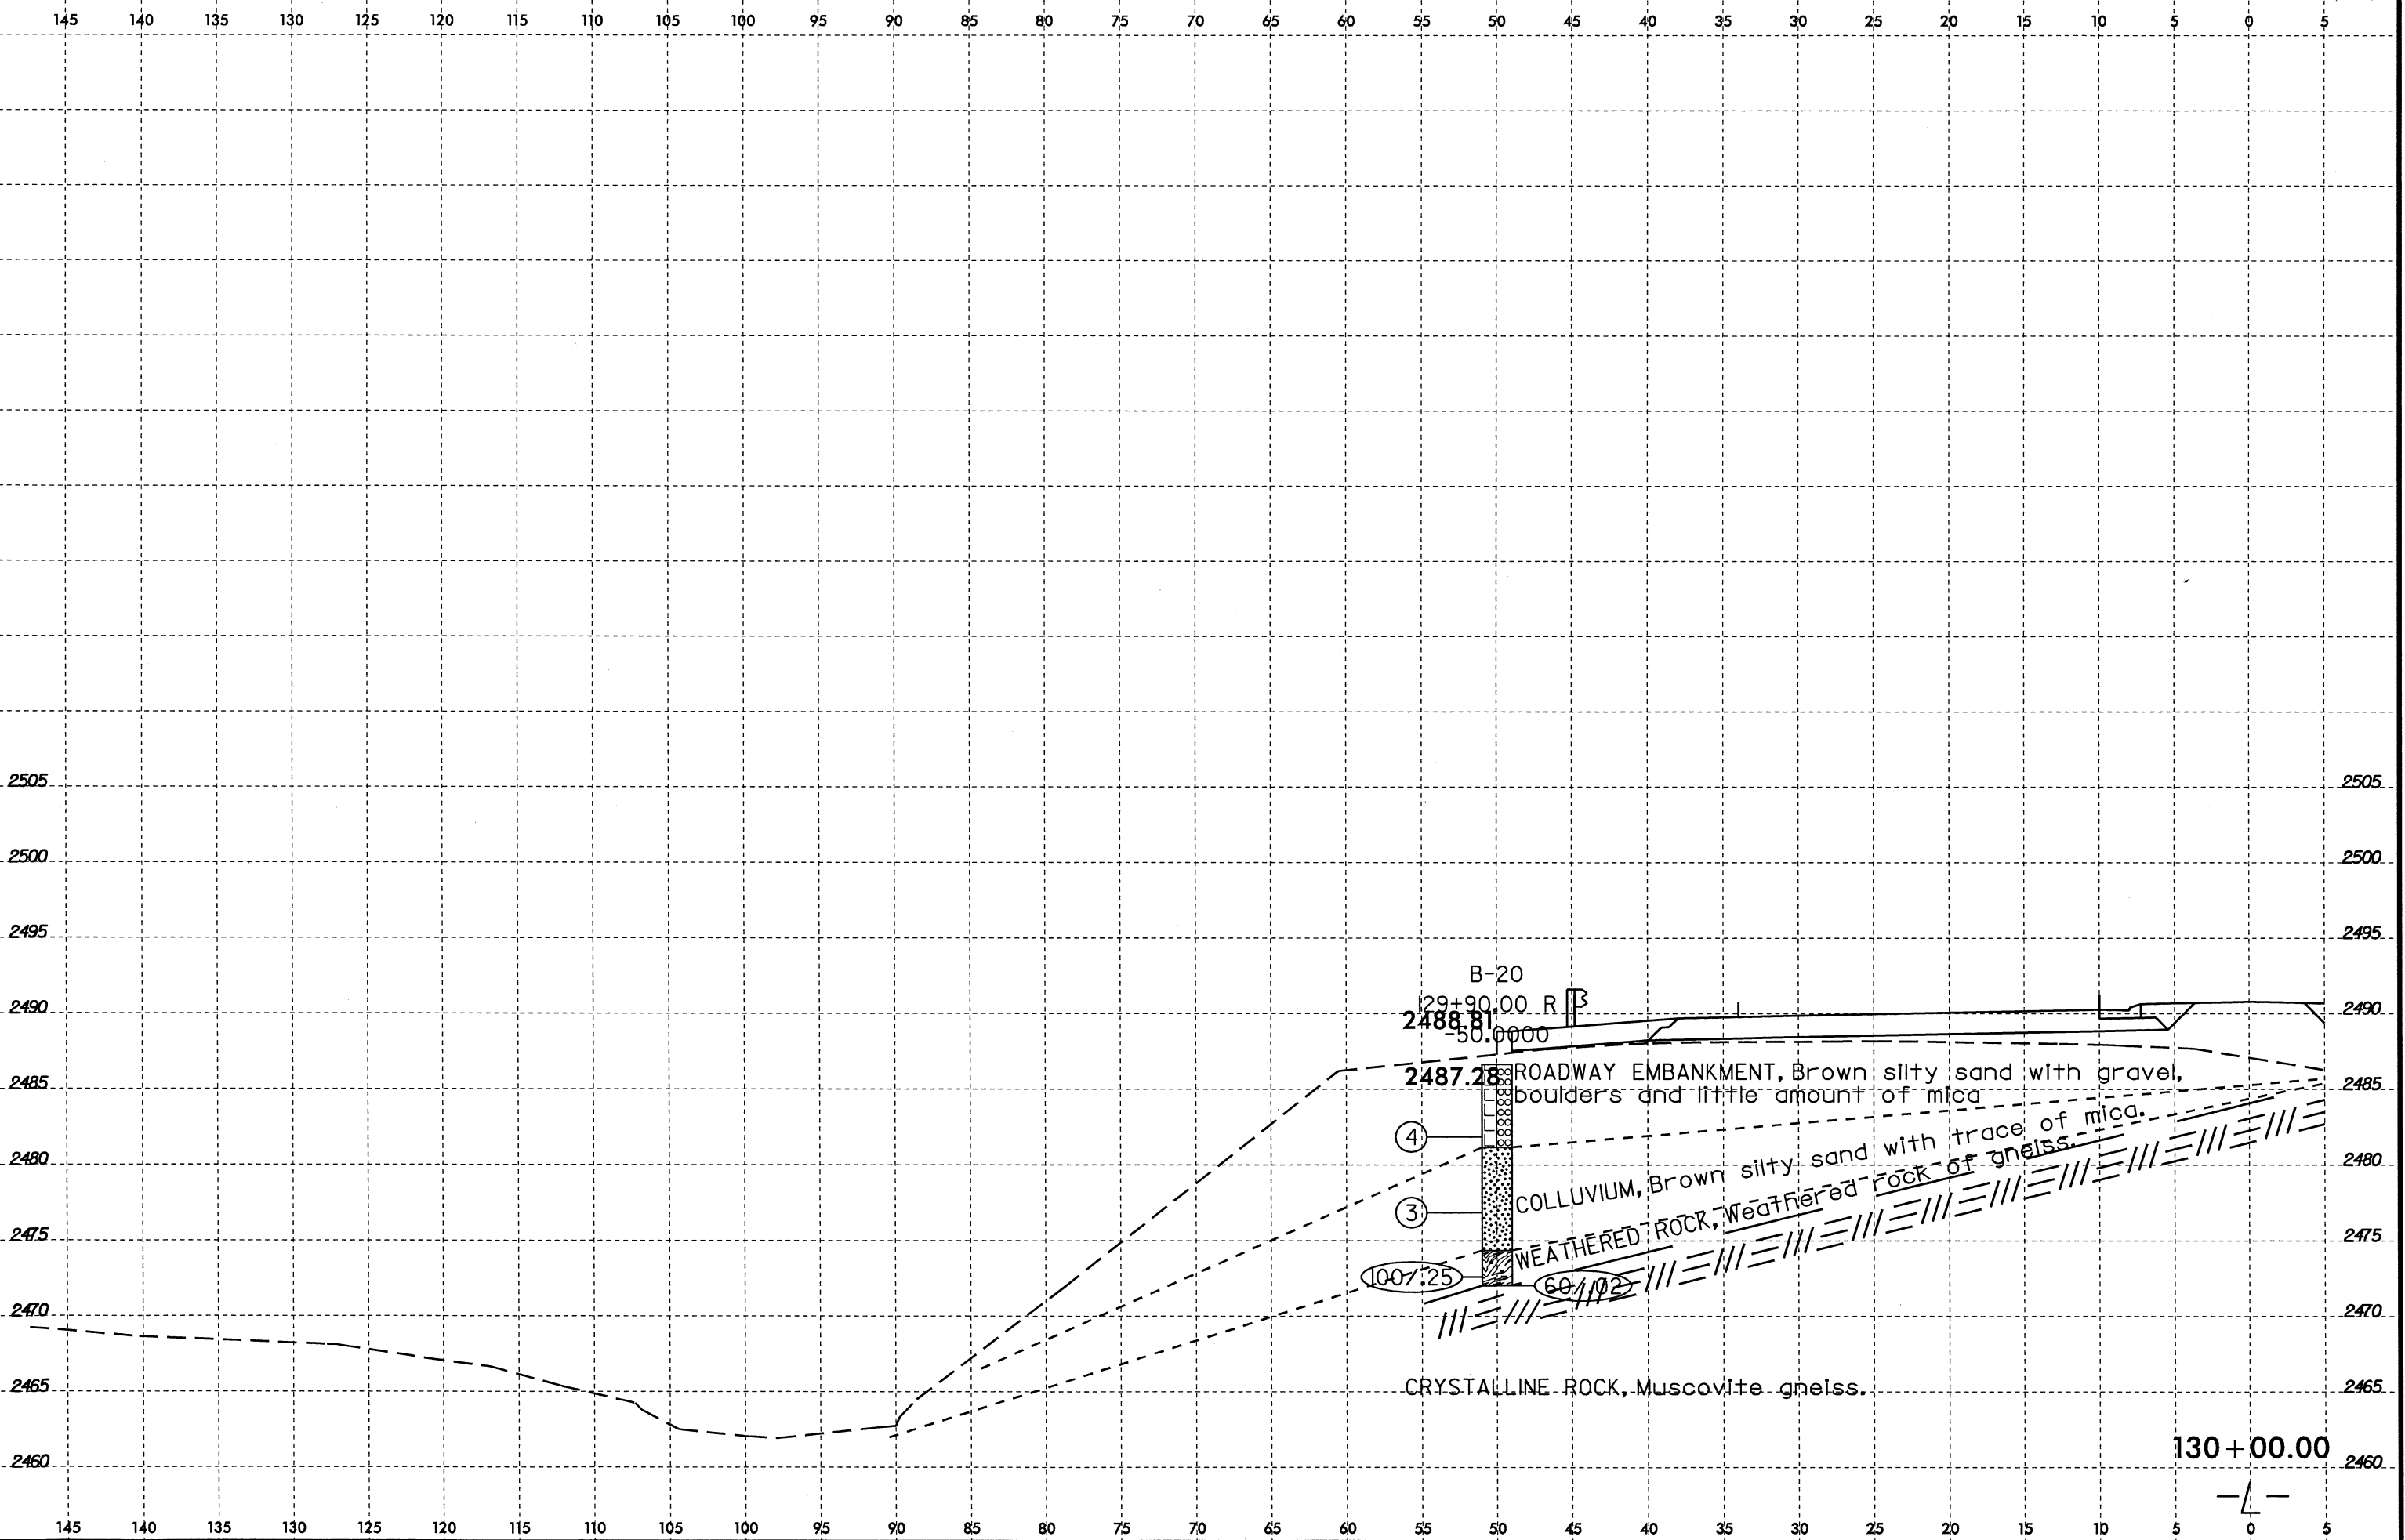 145 140 135 130 125 120 115 110 105 100 95 90 85 80 75 70 65 60 55 50 45 40 35 30 25 20 15 10 5 0 5
2505 2505
2500 2500
2495 2495
B-20
129+90.00 R
2490 2490
2488.81
-50.0000
2485 2485
2487.28
ROADWAY EMBANKMENT, Brown silty sand with gravel,
boulders and little amount of mica
4
2480 2480
COLLUVIUM, Brown silty sand with trace of mica.
3
2475 2475
WEATHERED ROCK, Weathered rock of gneiss.
100/.25
60/.02
2470 2470
2465 2465
CRYSTALLINE ROCK, Muscovite gneiss.
130+00.00
2460 2460
-L-
145 140 135 130 125 120 115 110 105 100 95 90 85 80 75 70 65 60 55 50 45 40 35 30 25 20 15 10 5 0 5